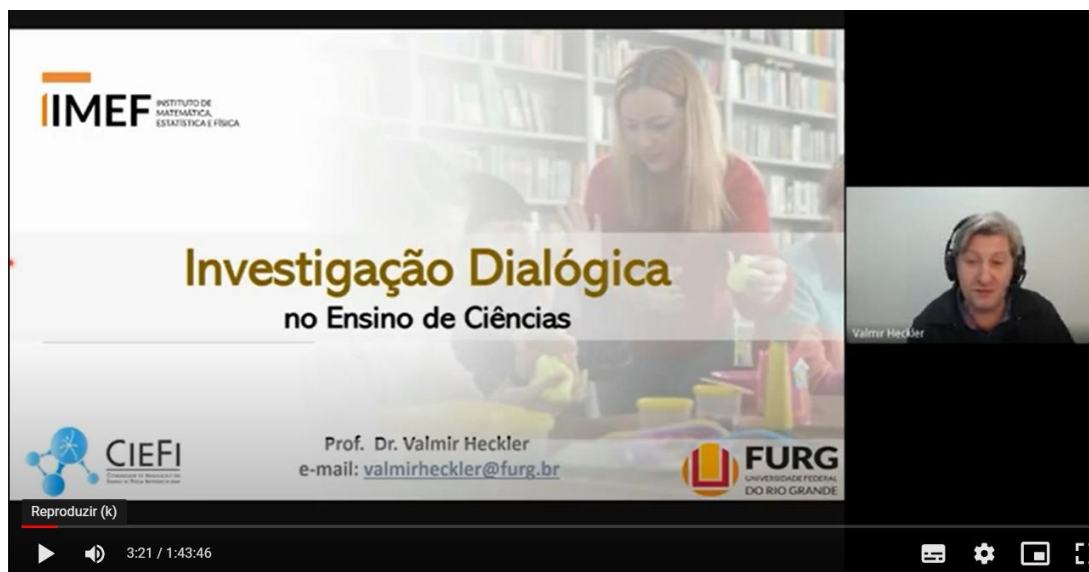 IMEF
INSTITUTO DE
MATEMÁTICA,
ESTATÍSTICA E FÍSICA
Investigação Dialógica
no Ensino de Ciências
Valmir Heckler
CIEFI
Prof. Dr. Valmir Heckler
e-mail: valmirheckler@furg.br
FURG
UNIVERSIDADE FEDERAL
DO RIO GRANDE
Reproduzir (k)
3:21 / 1:43:46